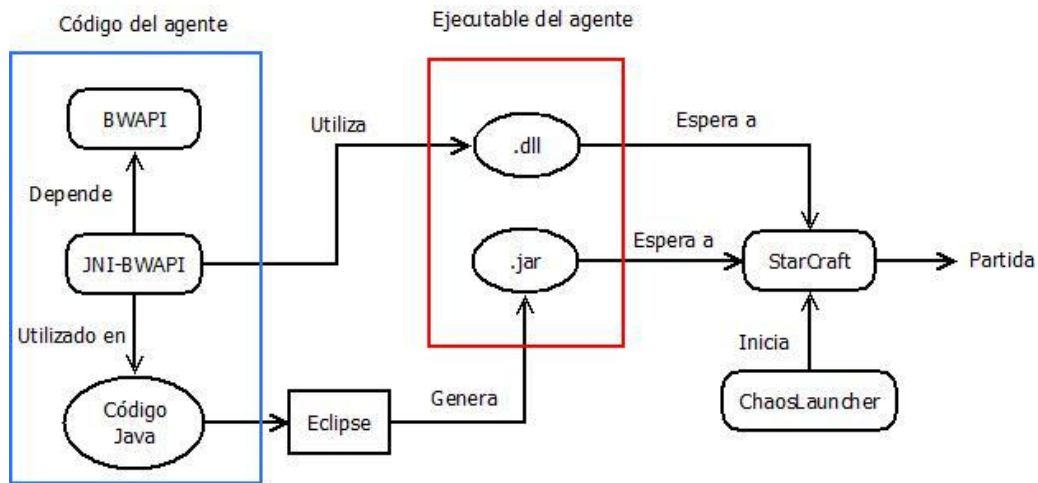 Código del agente
Ejecutable del agente
BWAPI
Utiliza
.dll
Espera a
Depende
JNI-BWAPI
.jar
Espera a
StarCraft
Partida
Utilizado en
Inicia
Código
Java
Eclipse
Genera
ChaosLauncher